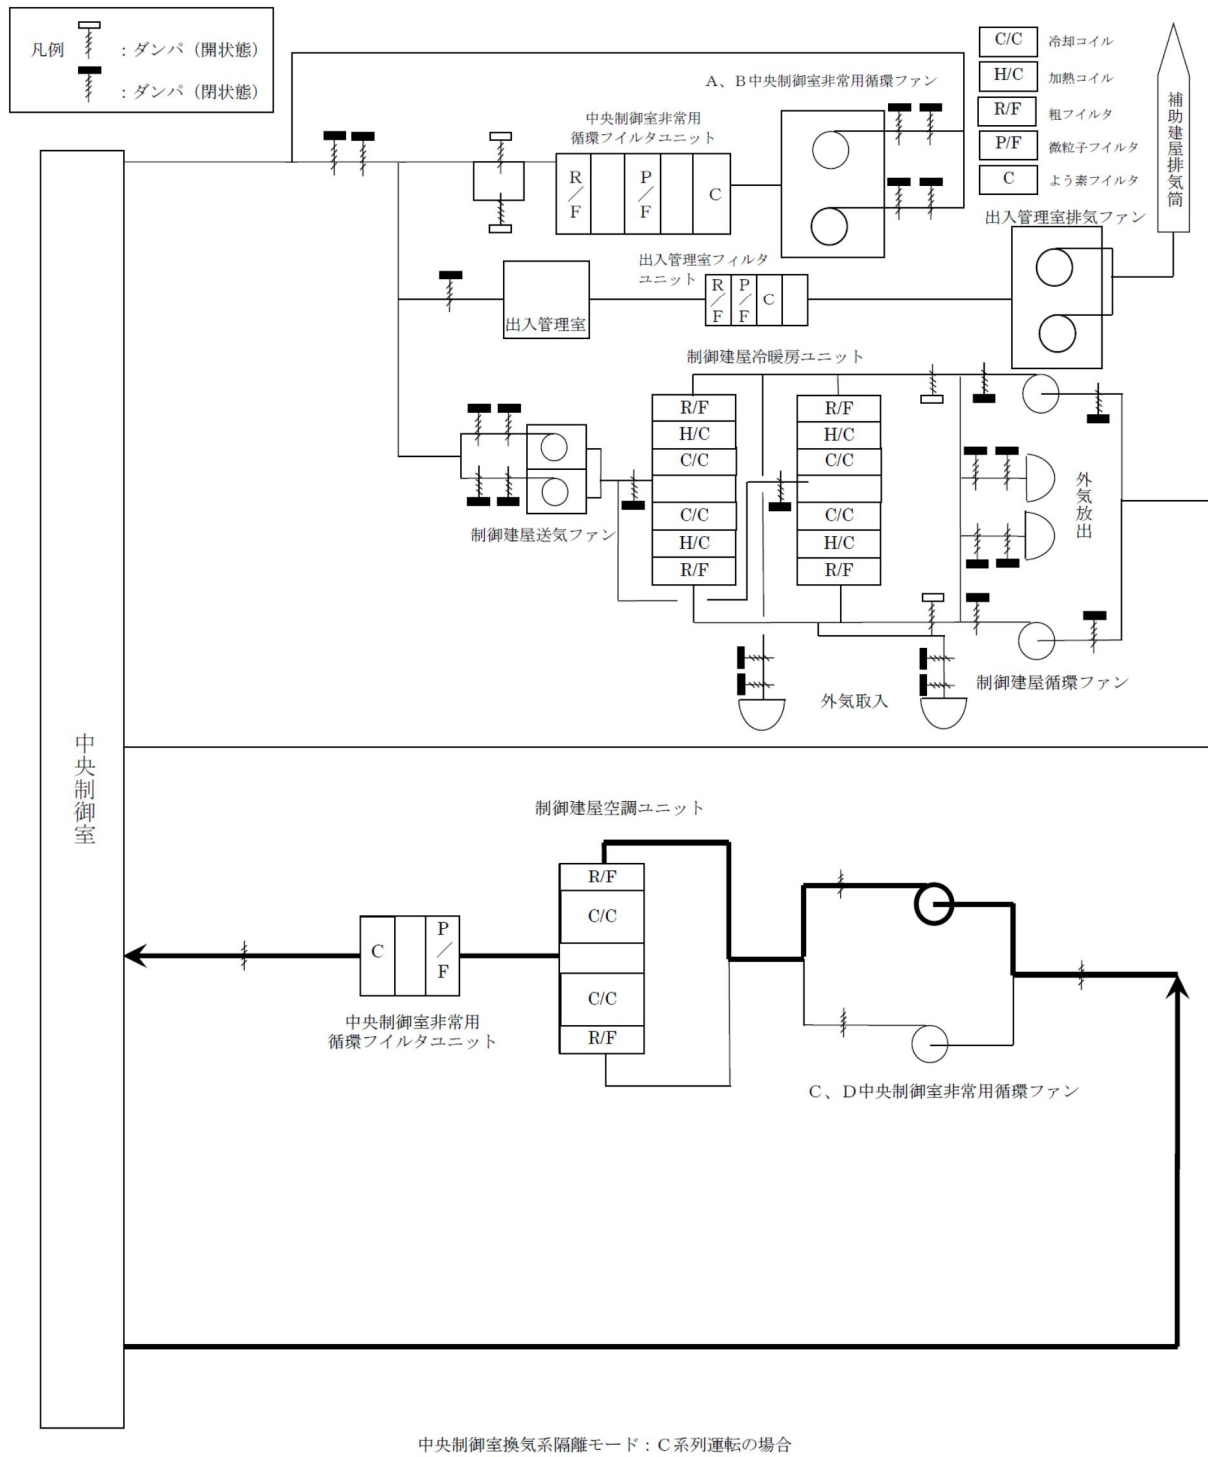 凡例
：ダンパ（開状態）
：ダンパ（閉状態）
C/C 冷却コイル
H/C 加熱コイル
R/F 粗フイルタ
P/F 微粒子フイルタ
C よう素フイルタ
補助建屋排気筒
A、B中央制御室非常用循環ファン
中央制御室非常用
循環フイルタユニット
R/F
P/F
C
出入管理室排気ファン
出入管理室フィルタ
ユニット
R/F
P/F
C
出入管理室
制御建屋冷暖房ユニット
R/F
H/C
C/C
C/C
H/C
R/F
R/F
H/C
C/C
C/C
H/C
R/F
制御建屋送気ファン
外気放出
制御建屋循環ファン
外気取入
中央制御室
制御建屋空調ユニット
R/F
C/C
C/C
R/F
C
P/F
中央制御室非常用
循環フイルタユニット
C、D中央制御室非常用循環ファン
中央制御室換気系隔離モード：C系列運転の場合